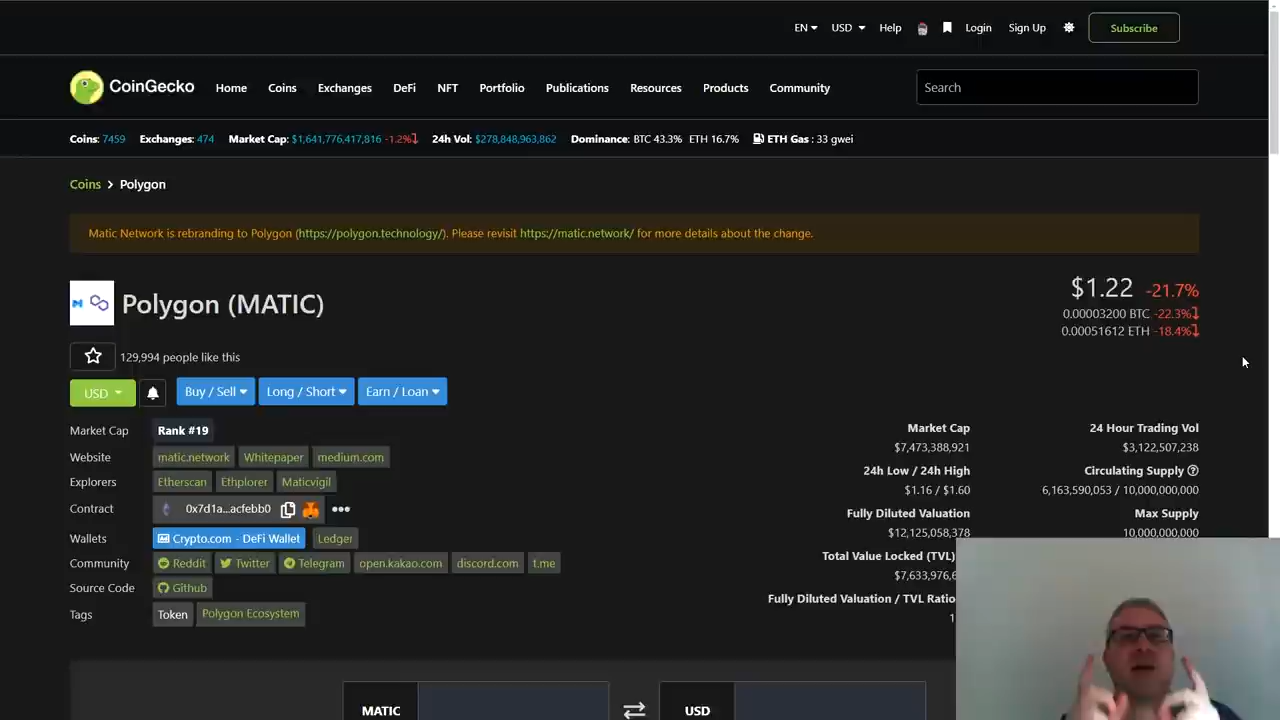 EN USD Help Login Sign Up Subscribe
CoinGecko Home Coins Exchanges DeFi NFT Portfolio Publications Resources Products Community Search
Coins: 7459 Exchanges: 474 Market Cap: $1,641,776,417,816 -1.2% 24h Vol: $278,848,963,862 Dominance: BTC 43.3% ETH 16.7% ETH Gas: 33 gwei
Coins Polygon
Matic Network is rebranding to Polygon (https://polygon.technology/). Please revisit https://matic.network/ for more details about the change.
Polygon (MATIC)
$1.22 -21.7%
0.00003200 BTC -22.3%
0.00051612 ETH -18.4%
129,994 people like this
USD Buy / Sell Long / Short Earn / Loan
Market Cap Rank #19
Website matic.network Whitepaper medium.com
Explorers Etherscan Ethplorer Maticvigil
Contract 0x7d1a...acfebb0
Wallets Crypto.com - DeFi Wallet Ledger
Community Reddit Twitter Telegram open.kakao.com discord.com t.me
Source Code Github
Tags Token Polygon Ecosystem
Market Cap 24 Hour Trading Vol
$7,473,388,921 $3,122,507,238
24h Low / 24h High Circulating Supply
$1.16 / $1.60 6,163,590,053 / 10,000,000,000
Fully Diluted Valuation Max Supply
$12,125,058,378 10,000,000,000
Total Value Locked (TVL)
$7,633,976,6
Fully Diluted Valuation / TVL Ratio
1
MATIC USD